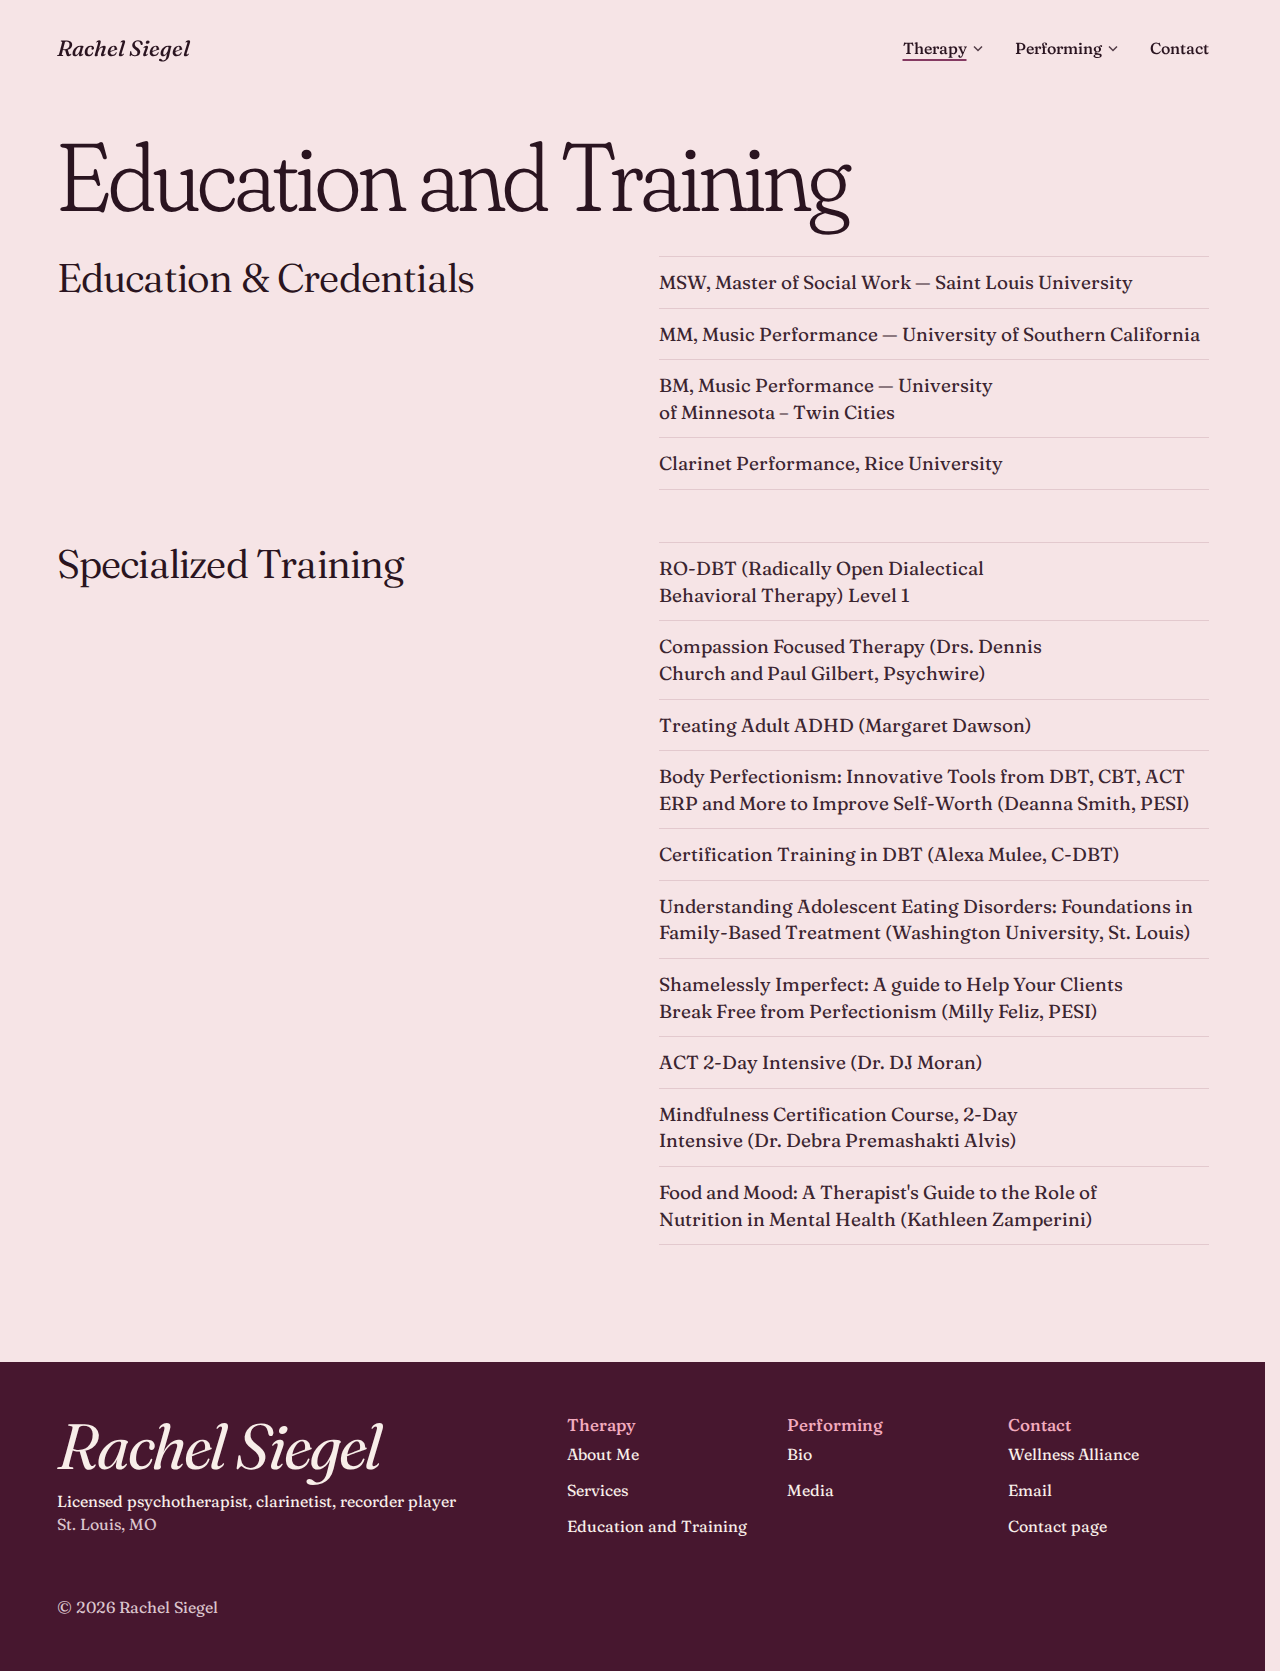 Rachel Siegel
Therapy
Performing
Contact
Education and Training
Education & Credentials
MSW, Master of Social Work — Saint Louis University
MM, Music Performance — University of Southern California
BM, Music Performance — University
of Minnesota – Twin Cities
Clarinet Performance, Rice University
Specialized Training
RO-DBT (Radically Open Dialectical
Behavioral Therapy) Level 1
Compassion Focused Therapy (Drs. Dennis
Church and Paul Gilbert, Psychwire)
Treating Adult ADHD (Margaret Dawson)
Body Perfectionism: Innovative Tools from DBT, CBT, ACT
ERP and More to Improve Self-Worth (Deanna Smith, PESI)
Certification Training in DBT (Alexa Mulee, C-DBT)
Understanding Adolescent Eating Disorders: Foundations in
Family-Based Treatment (Washington University, St. Louis)
Shamelessly Imperfect: A guide to Help Your Clients
Break Free from Perfectionism (Milly Feliz, PESI)
ACT 2-Day Intensive (Dr. DJ Moran)
Mindfulness Certification Course, 2-Day
Intensive (Dr. Debra Premashakti Alvis)
Food and Mood: A Therapist's Guide to the Role of
Nutrition in Mental Health (Kathleen Zamperini)
Rachel Siegel
Licensed psychotherapist, clarinetist, recorder player
St. Louis, MO
Therapy
About Me
Services
Education and Training
Performing
Bio
Media
Contact
Wellness Alliance
Email
Contact page
© 2026 Rachel Siegel